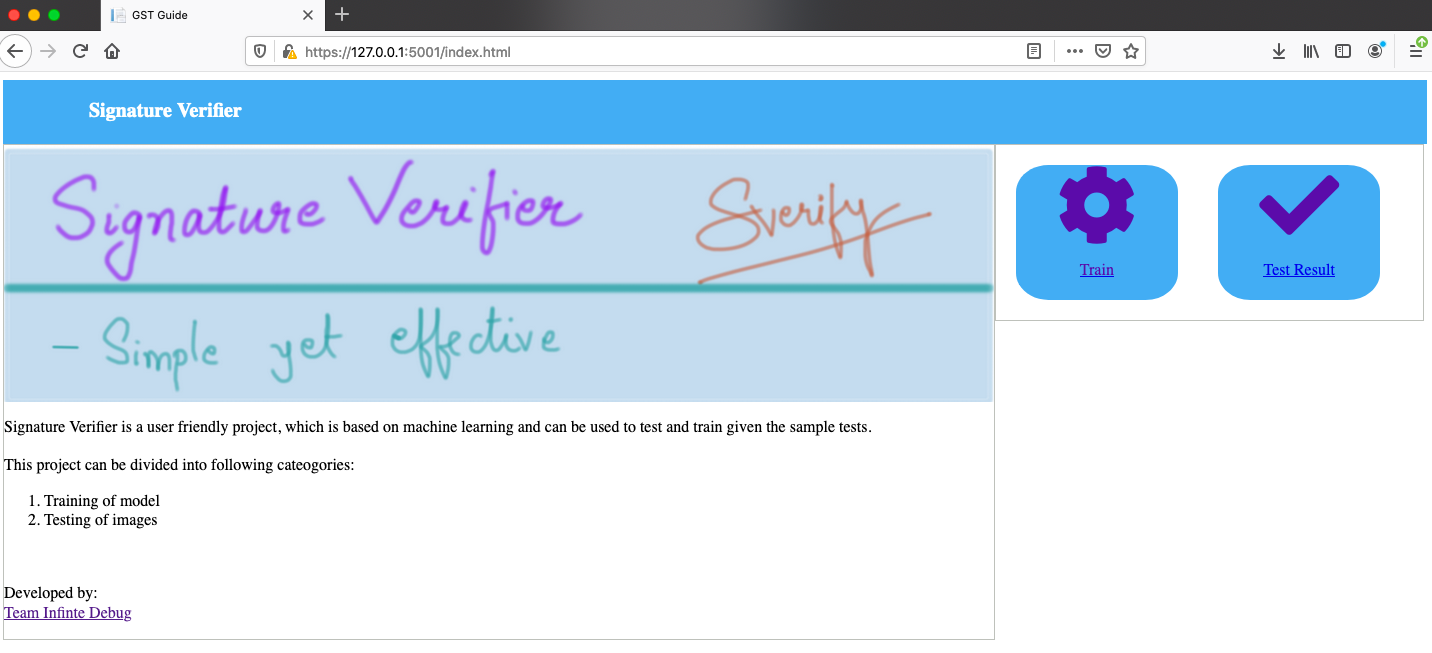 GST Guide
https://127.0.0.1:5001/index.html
Signature Verifier
Signature Verifier Sverify
- Simple yet effective
Train
Test Result
Signature Verifier is a user friendly project, which is based on machine learning and can be used to test and train given the sample tests.
This project can be divided into following cateogories:
1. Training of model
2. Testing of images
Developed by:
Team Infinte Debug